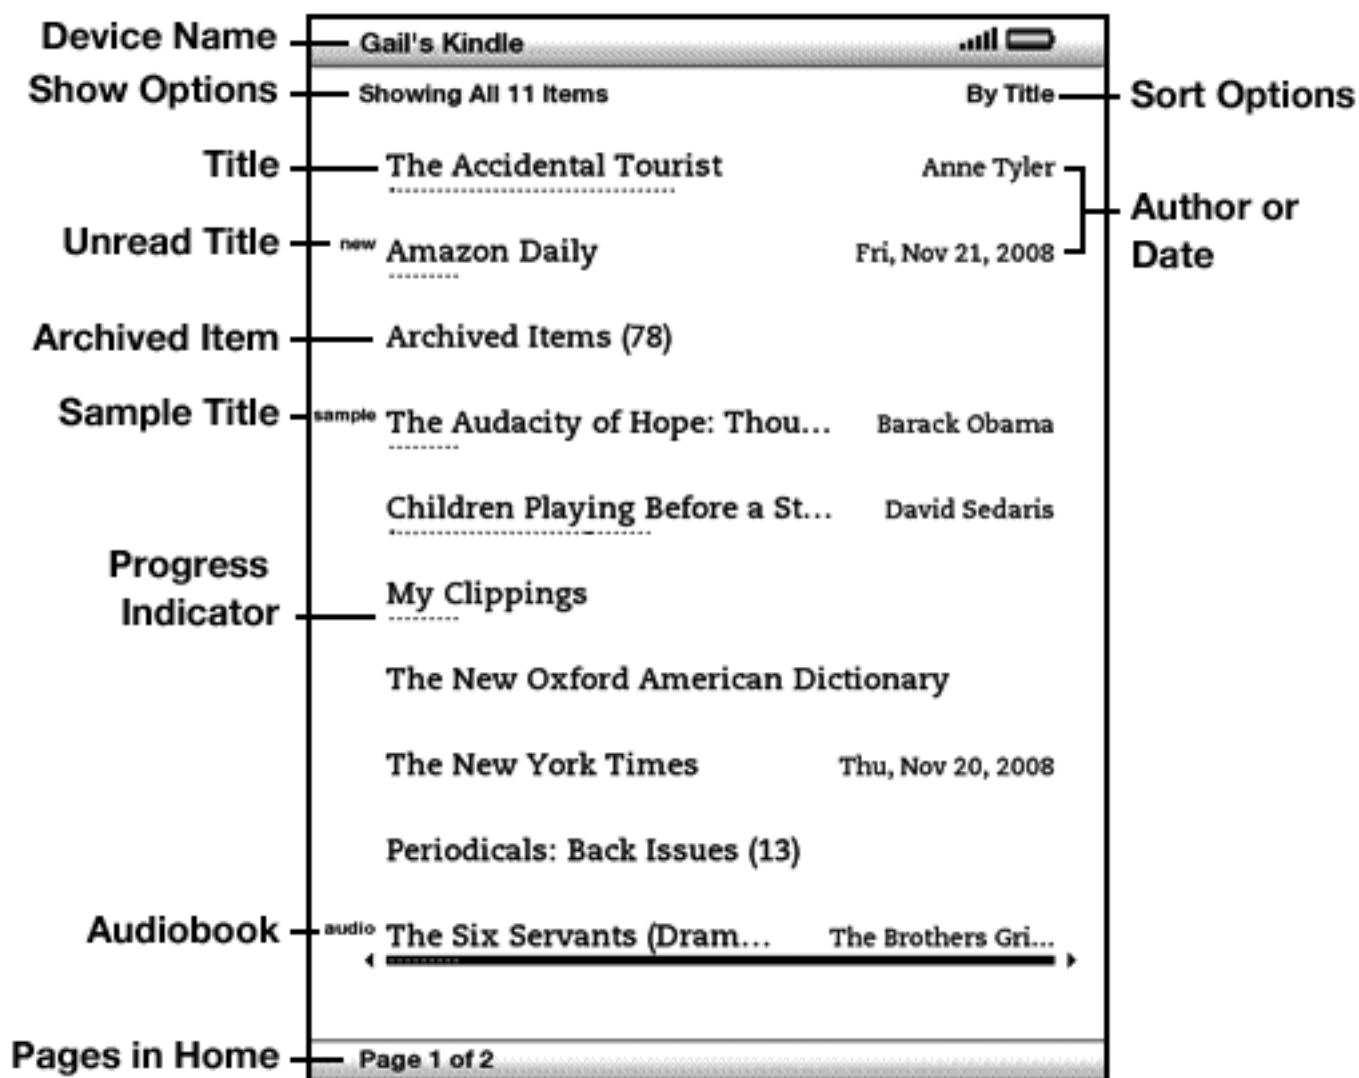 Device Name
Gail's Kindle
Show Options
Showing All 11 Items
By Title
Sort Options
Title
The Accidental Tourist
Anne Tyler
Author or
Date
Unread Title
new
Amazon Daily
Fri, Nov 21, 2008
Archived Item
Archived Items (78)
Sample Title
sample
The Audacity of Hope: Thou...
Barack Obama
Children Playing Before a St...
David Sedaris
Progress
Indicator
My Clippings
The New Oxford American Dictionary
The New York Times
Thu, Nov 20, 2008
Periodicals: Back Issues (13)
Audiobook
audio
The Six Servants (Dram...
The Brothers Gri...
Pages in Home
Page 1 of 2